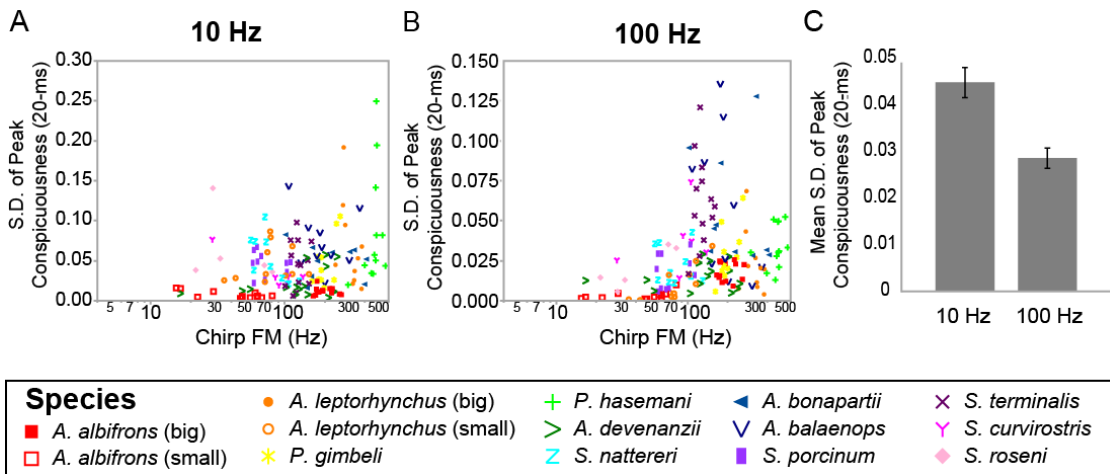 A
10 Hz
S.D. of Peak
Conspicuousness (20-ms)
0.30
0.25
0.20
0.15
0.10
0.05
0.00
5 7 10 20 50 70 100 300 500
Chirp FM (Hz)
B
100 Hz
S.D. of Peak
Conspicuousness (20-ms)
0.150
0.125
0.100
0.075
0.050
0.025
0.000
5 7 10 20 30 50 70 100 300 500
Chirp FM (Hz)
C
Mean S.D. of Peak
Conspicuousness (20-ms)
0.05
0.04
0.03
0.02
0.01
0
10 Hz 100 Hz
Species
A. albifrons (big)
A. albifrons (small)
A. leptorhynchus (big)
A. leptorhynchus (small)
P. gimbeli
P. hasemani
A. devenanzii
S. nattereri
A. bonapartii
A. balaenops
S. porcinum
S. terminalis
S. curvirostris
S. roseni